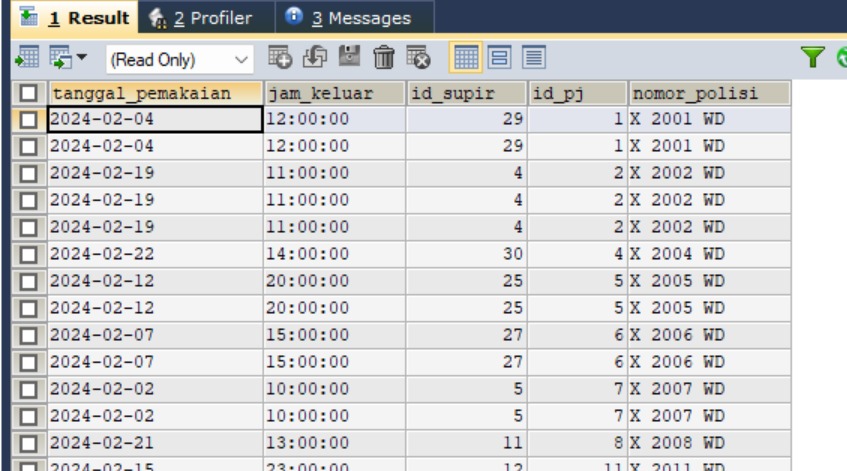 1 Result 2 Profiler 3 Messages
(Read Only)
tanggal_pemakaian jam_keluar id_supir id_pj nomor_polisi
2024-02-04 12:00:00 29 1 X 2001 WD
2024-02-04 12:00:00 29 1 X 2001 WD
2024-02-19 11:00:00 4 2 X 2002 WD
2024-02-19 11:00:00 4 2 X 2002 WD
2024-02-19 11:00:00 4 2 X 2002 WD
2024-02-22 14:00:00 30 4 X 2004 WD
2024-02-12 20:00:00 25 5 X 2005 WD
2024-02-12 20:00:00 25 5 X 2005 WD
2024-02-07 15:00:00 27 6 X 2006 WD
2024-02-07 15:00:00 27 6 X 2006 WD
2024-02-02 10:00:00 5 7 X 2007 WD
2024-02-02 10:00:00 5 7 X 2007 WD
2024-02-21 13:00:00 11 8 X 2008 WD
2024-02-15 23:00:00 12 11 X 2011 WD